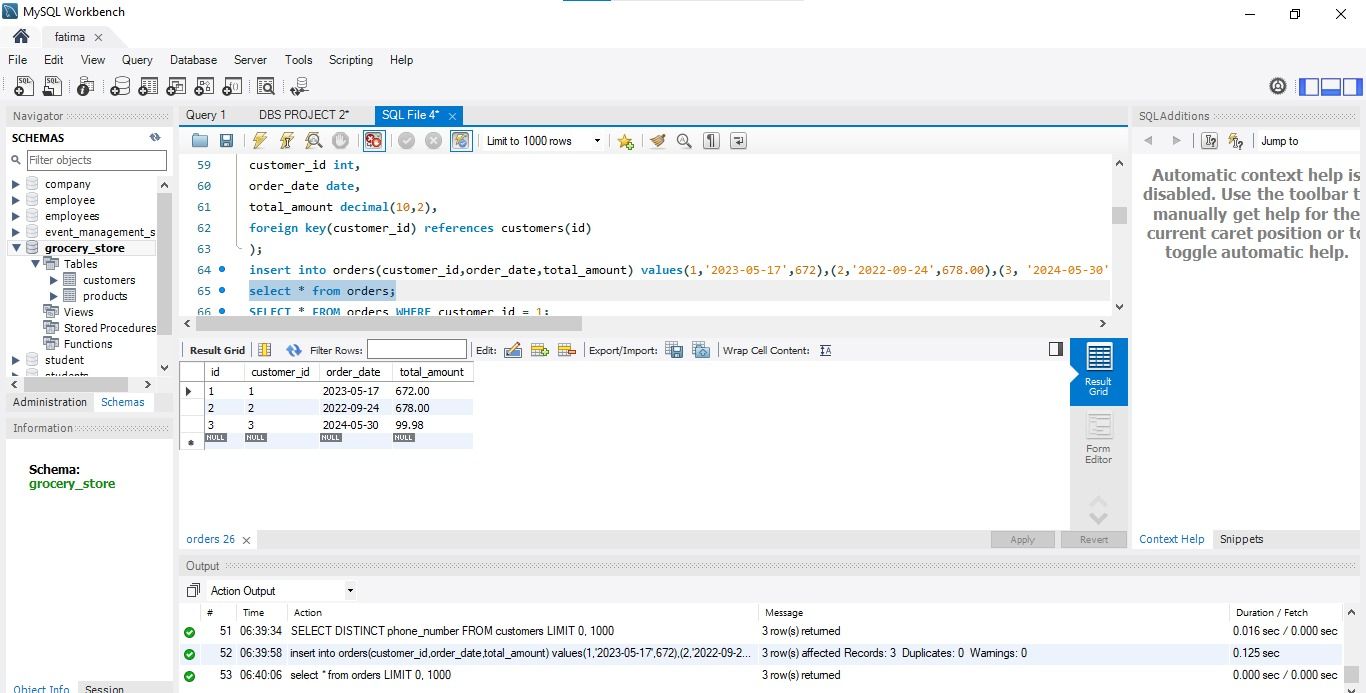 MySQL Workbench
fatima
File Edit View Query Database Server Tools Scripting Help
Navigator
SCHEMAS
Filter objects
company
employee
employees
event_management_s
grocery_store
Tables
customers
products
Views
Stored Procedures
Functions
student
students
Administration Schemas
Information
Schema:
grocery_store
Object Info Session
Query 1 DBS PROJECT 2* SQL File 4*
Limit to 1000 rows
59 customer_id int,
60 order_date date,
61 total_amount decimal(10,2),
62 foreign key(customer_id) references customers(id)
63 );
64 insert into orders(customer_id,order_date,total_amount) values(1,'2023-05-17',672),(2,'2022-09-24',678.00),(3, '2024-05-30'
65 select * from orders;
66 SELECT * FROM orders WHERE customer_id = 1;
Result Grid Filter Rows: Edit: Export/Import: Wrap Cell Content:
id customer_id order_date total_amount
1 1 2023-05-17 672.00
2 2 2022-09-24 678.00
3 3 2024-05-30 99.98
NULL NULL NULL NULL
Result
Grid
Form
Editor
orders 26
Apply Revert
SQLAdditions
Jump to
Automatic context help is
disabled. Use the toolbar t
manually get help for the
current caret position or to
toggle automatic help.
Context Help Snippets
Output
Action Output
# Time Action Message Duration / Fetch
51 06:39:34 SELECT DISTINCT phone_number FROM customers LIMIT 0, 1000 3 row(s) returned 0.016 sec / 0.000 sec
52 06:39:58 insert into orders(customer_id,order_date,total_amount) values(1,'2023-05-17',672),(2,'2022-09-2... 3 row(s) affected Records: 3 Duplicates: 0 Warnings: 0 0.125 sec
53 06:40:06 select * from orders LIMIT 0, 1000 3 row(s) returned 0.000 sec / 0.000 sec